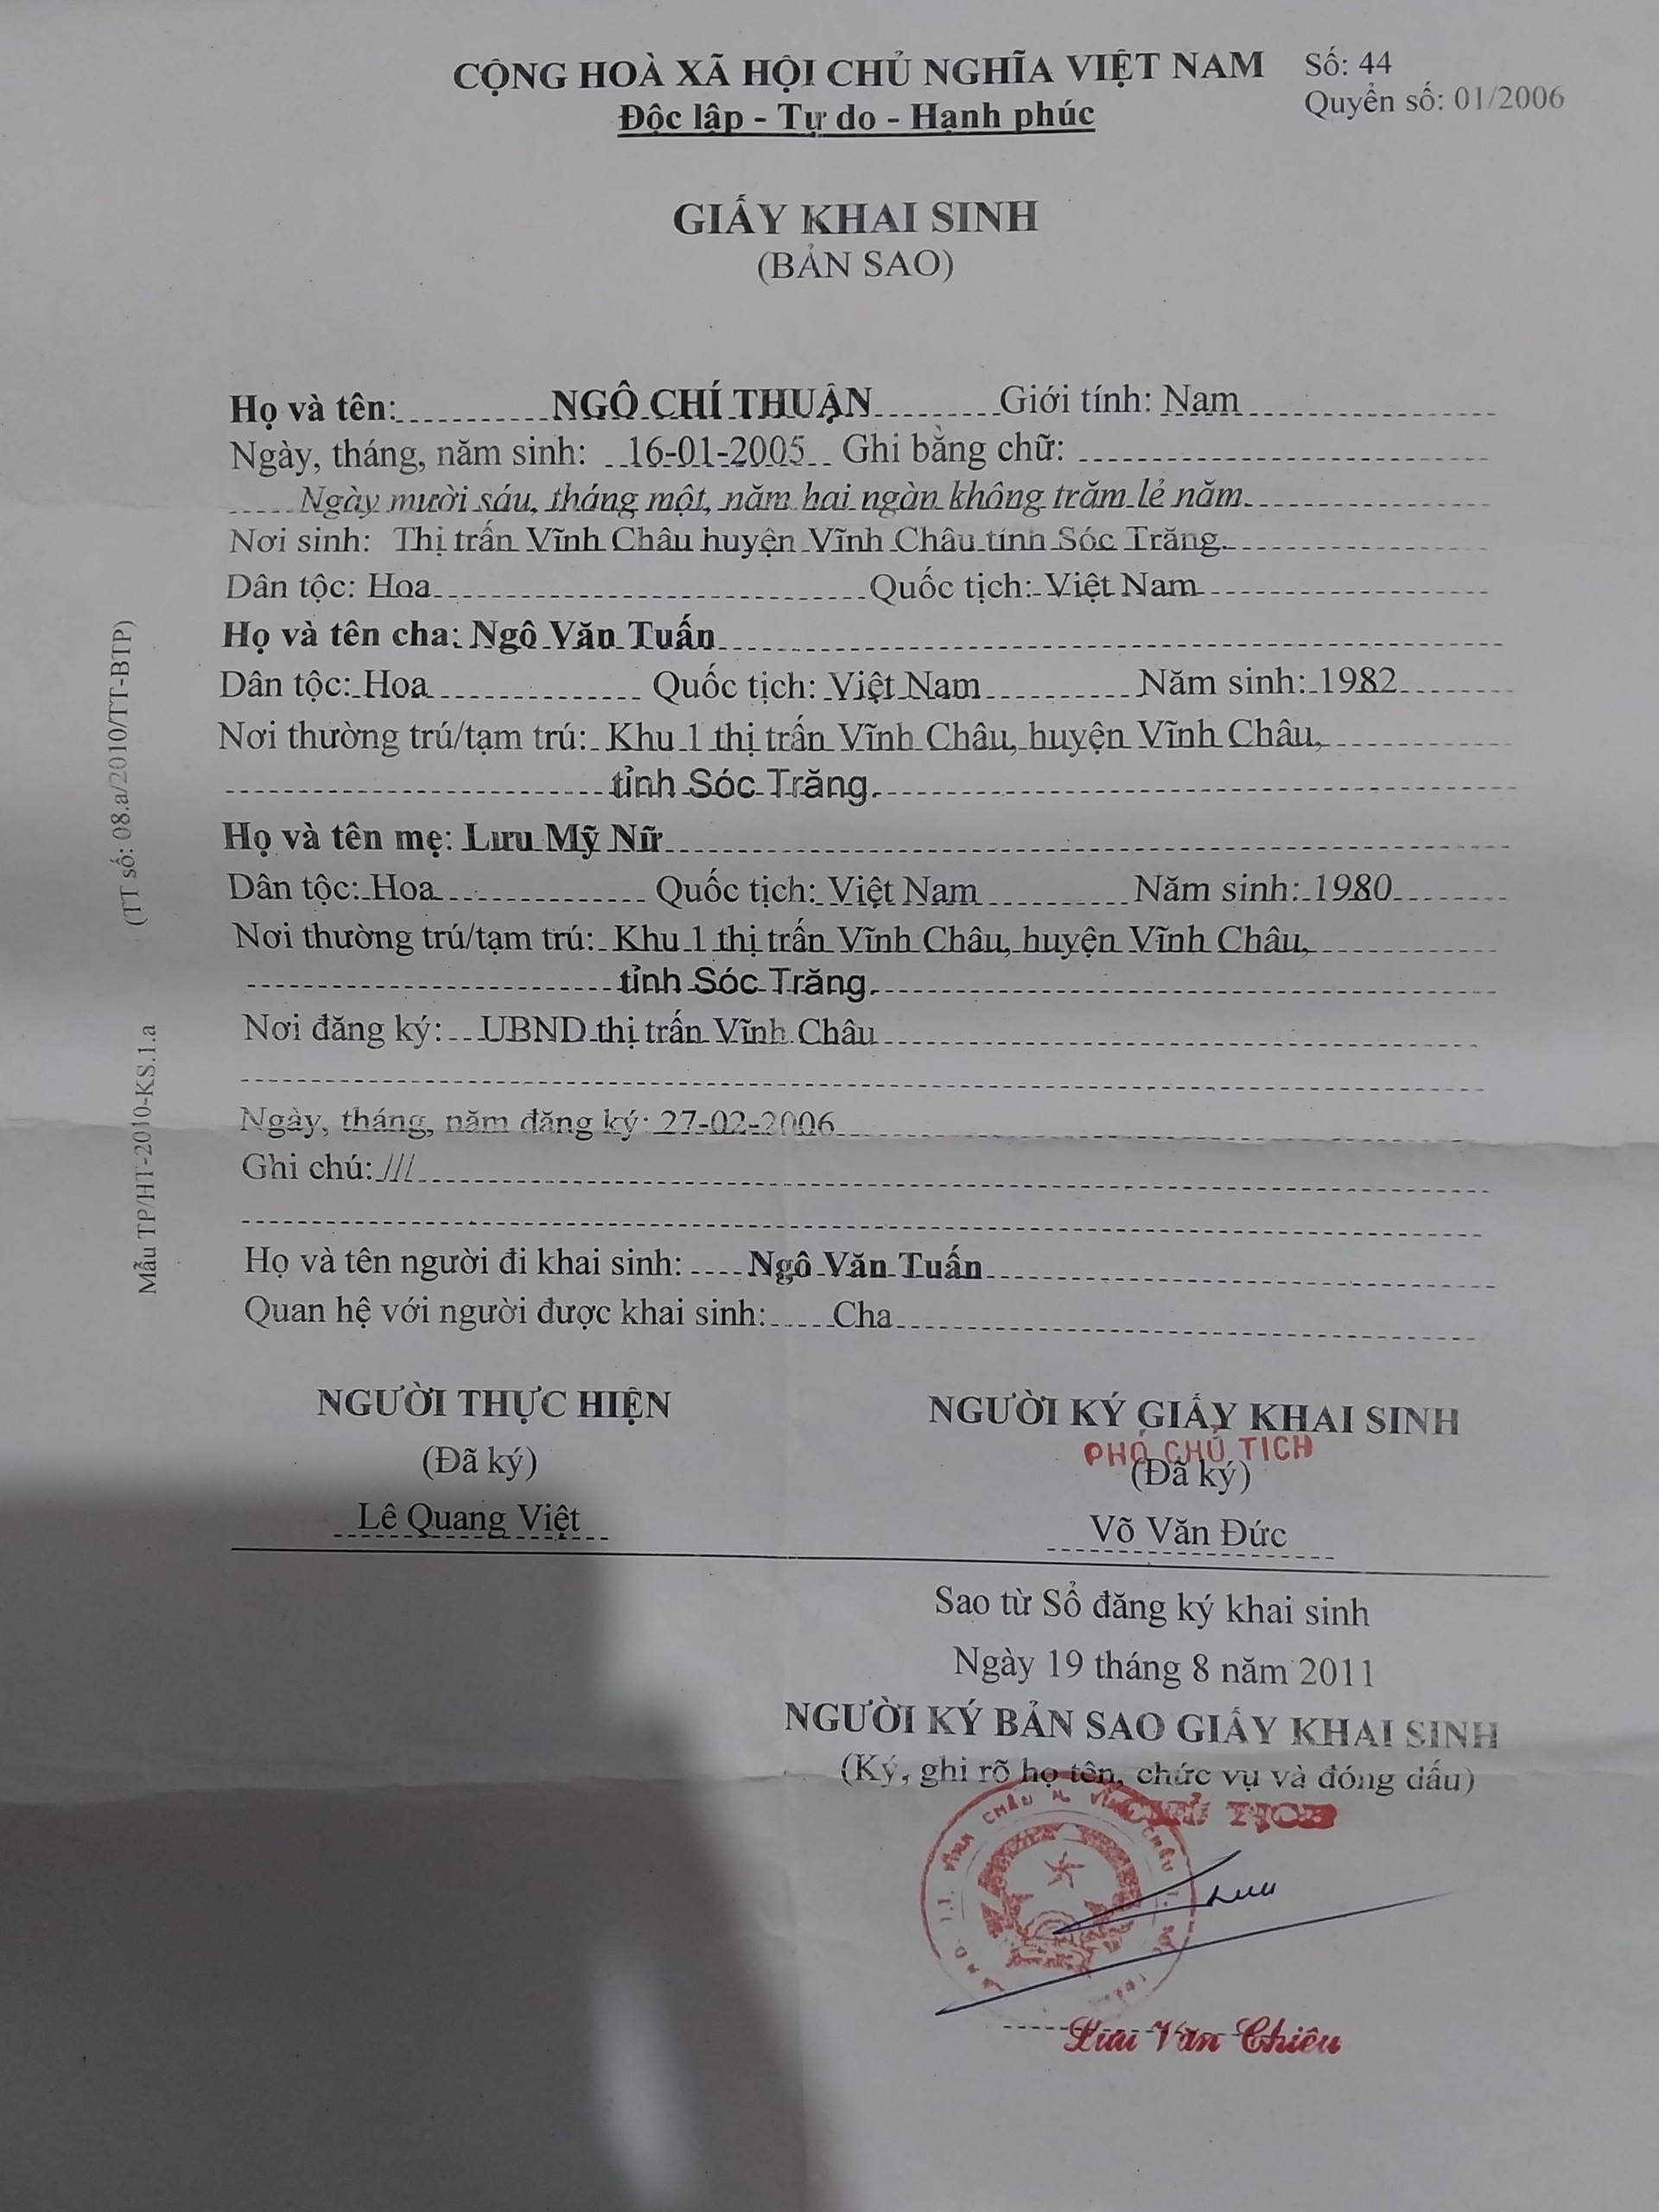 CỘNG HOÀ XÃ HỘI CHỦ NGHĨA VIỆT NAM
Độc lập - Tự do - Hạnh phúc
Số: 44
Quyển số: 01/2006
GIẤY KHAI SINH
(BẢN SAO)
Họ và tên: NGÔ CHÍ THUẬN Giới tính: Nam
Ngày, tháng, năm sinh: 16-01-2005 Ghi bằng chữ:
Ngày mười sáu, tháng một, năm hai ngàn không trăm lẻ năm.
Nơi sinh: Thị trấn Vĩnh Châu huyện Vĩnh Châu tỉnh Sóc Trăng.
Dân tộc: Hoa Quốc tịch: Việt Nam
Họ và tên cha: Ngô Văn Tuấn
Dân tộc: Hoa Quốc tịch: Việt Nam Năm sinh: 1982
Nơi thường trú/tạm trú: Khu 1 thị trấn Vĩnh Châu, huyện Vĩnh Châu,
tỉnh Sóc Trăng.
Họ và tên mẹ: Lưu Mỹ Nữ
Dân tộc: Hoa Quốc tịch: Việt Nam Năm sinh: 1980
Nơi thường trú/tạm trú: Khu 1 thị trấn Vĩnh Châu, huyện Vĩnh Châu,
tỉnh Sóc Trăng.
Nơi đăng ký: UBND thị trấn Vĩnh Châu
Ngày, tháng, năm đăng ký: 27-02-2006
Ghi chú: ///
Họ và tên người đi khai sinh: Ngô Văn Tuấn
Quan hệ với người được khai sinh: Cha
Mẫu TP/HT-2010-KS.1.a (TT số: 08.a/2010/TT-BTP)
NGƯỜI THỰC HIỆN
(Đã ký)
Lê Quang Việt
NGƯỜI KÝ GIẤY KHAI SINH
PHÓ CHỦ TỊCH
(Đã ký)
Võ Văn Đức
Sao từ Sổ đăng ký khai sinh
Ngày 19 tháng 8 năm 2011
NGƯỜI KÝ BẢN SAO GIẤY KHAI SINH
(Ký, ghi rõ họ tên, chức vụ và đóng dấu)
TỊCH
Lưu Văn Chiêu